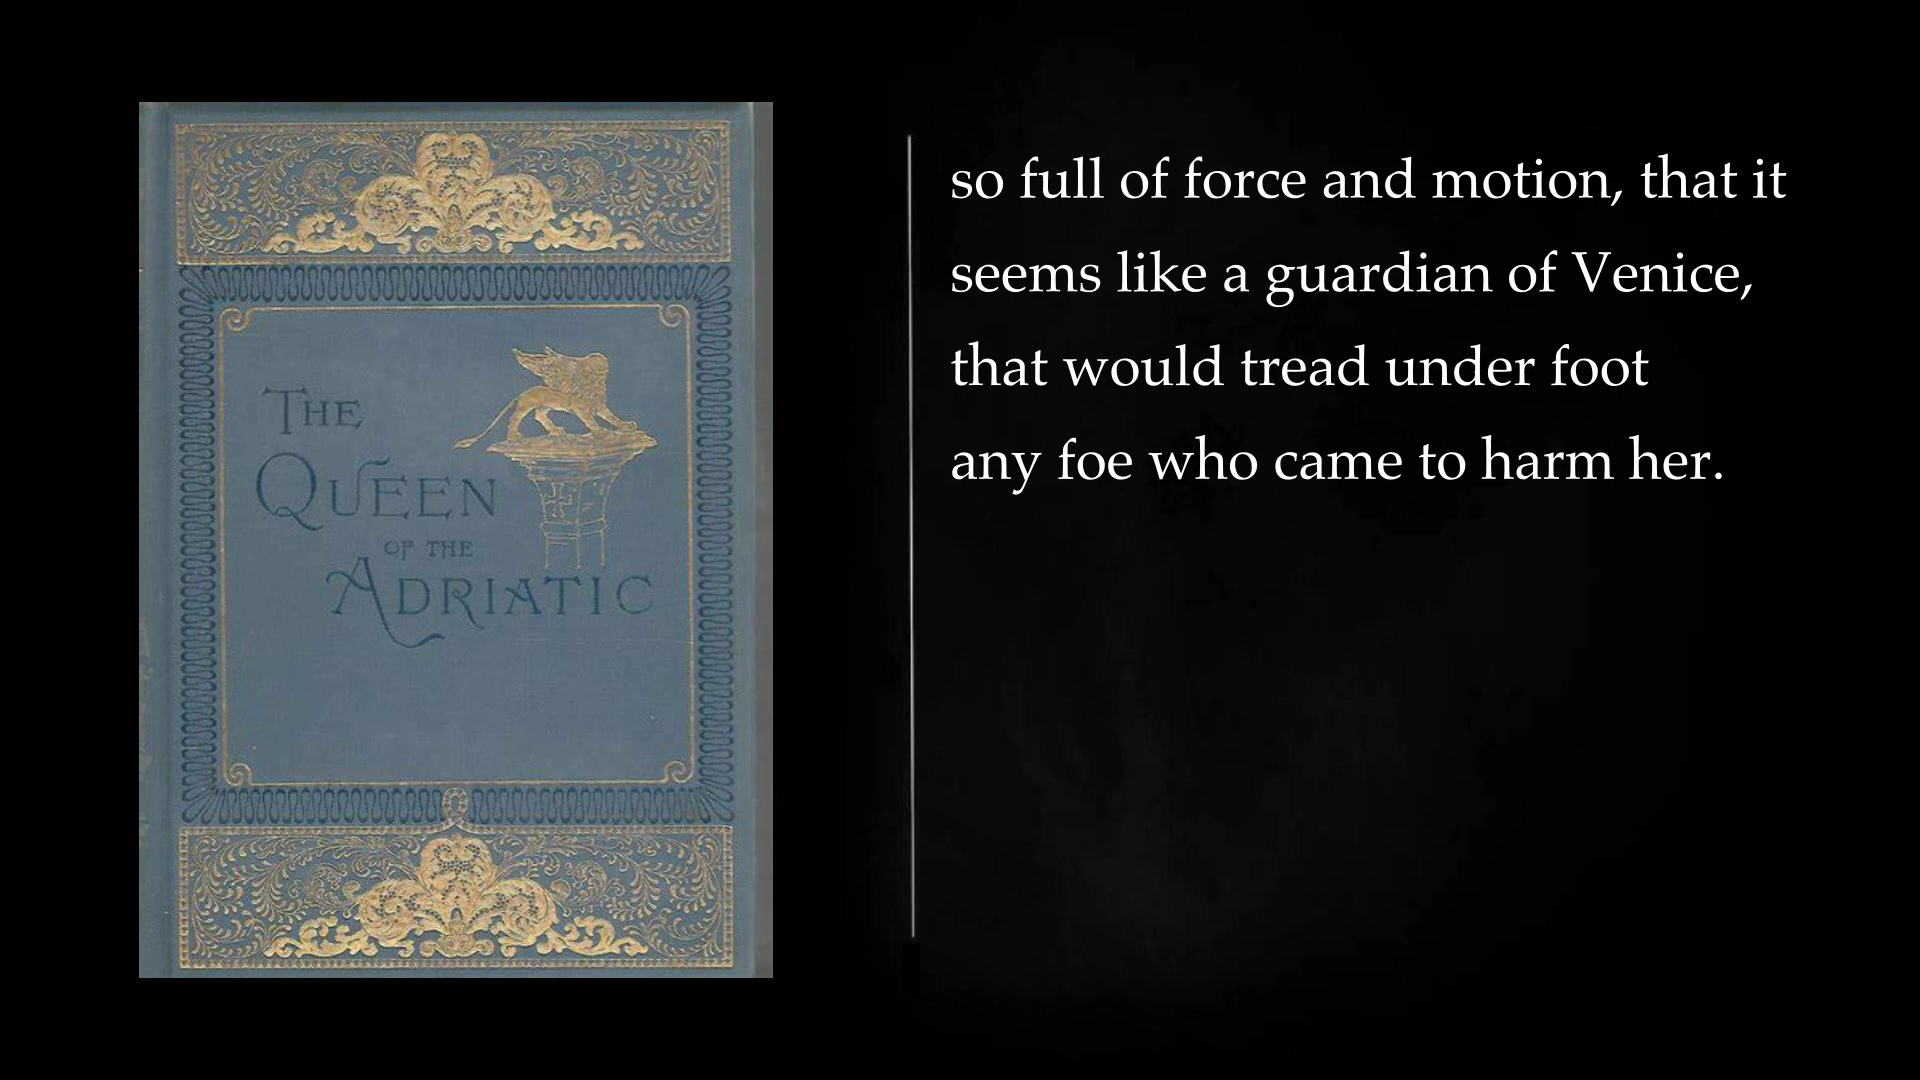 THE
QUEEN
OF THE
ADRIATIC
so full of force and motion, that it
seems like a guardian of Venice,
that would tread under foot
any foe who came to harm her.